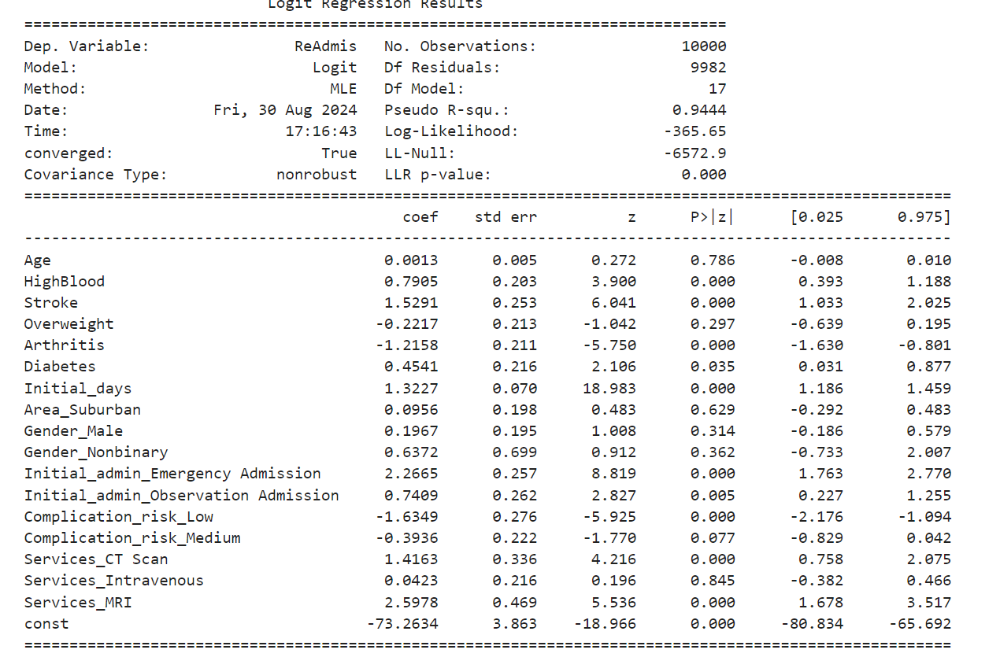 Logit Regression Results
==============================================================================
Dep. Variable:                 ReAdmis   No. Observations:                10000
Model:                           Logit   Df Residuals:                     9982
Method:                            MLE   Df Model:                           17
Date:                 Fri, 30 Aug 2024   Pseudo R-squ.:                  0.9444
Time:                         17:16:43   Log-Likelihood:                -365.65
converged:                        True   LL-Null:                       -6572.9
Covariance Type:             nonrobust   LLR p-value:                     0.000
=======================================================================================================
                                          coef    std err          z      P>|z|      [0.025      0.975]
-------------------------------------------------------------------------------------------------------
Age                                     0.0013      0.005      0.272      0.786      -0.008       0.010
HighBlood                               0.7905      0.203      3.900      0.000       0.393       1.188
Stroke                                  1.5291      0.253      6.041      0.000       1.033       2.025
Overweight                             -0.2217      0.213     -1.042      0.297      -0.639       0.195
Arthritis                              -1.2158      0.211     -5.750      0.000      -1.630      -0.801
Diabetes                                0.4541      0.216      2.106      0.035       0.031       0.877
Initial_days                            1.3227      0.070     18.983      0.000       1.186       1.459
Area_Suburban                           0.0956      0.198      0.483      0.629      -0.292       0.483
Gender_Male                             0.1967      0.195      1.008      0.314      -0.186       0.579
Gender_Nonbinary                        0.6372      0.699      0.912      0.362      -0.733       2.007
Initial_admin_Emergency Admission       2.2665      0.257      8.819      0.000       1.763       2.770
Initial_admin_Observation Admission     0.7409      0.262      2.827      0.005       0.227       1.255
Complication_risk_Low                  -1.6349      0.276     -5.925      0.000      -2.176      -1.094
Complication_risk_Medium               -0.3936      0.222     -1.770      0.077      -0.829       0.042
Services_CT Scan                        1.4163      0.336      4.216      0.000       0.758       2.075
Services_Intravenous                    0.0423      0.216      0.196      0.845      -0.382       0.466
Services_MRI                            2.5978      0.469      5.536      0.000       1.678       3.517
const                                 -73.2634      3.863    -18.966      0.000     -80.834     -65.692
=======================================================================================================